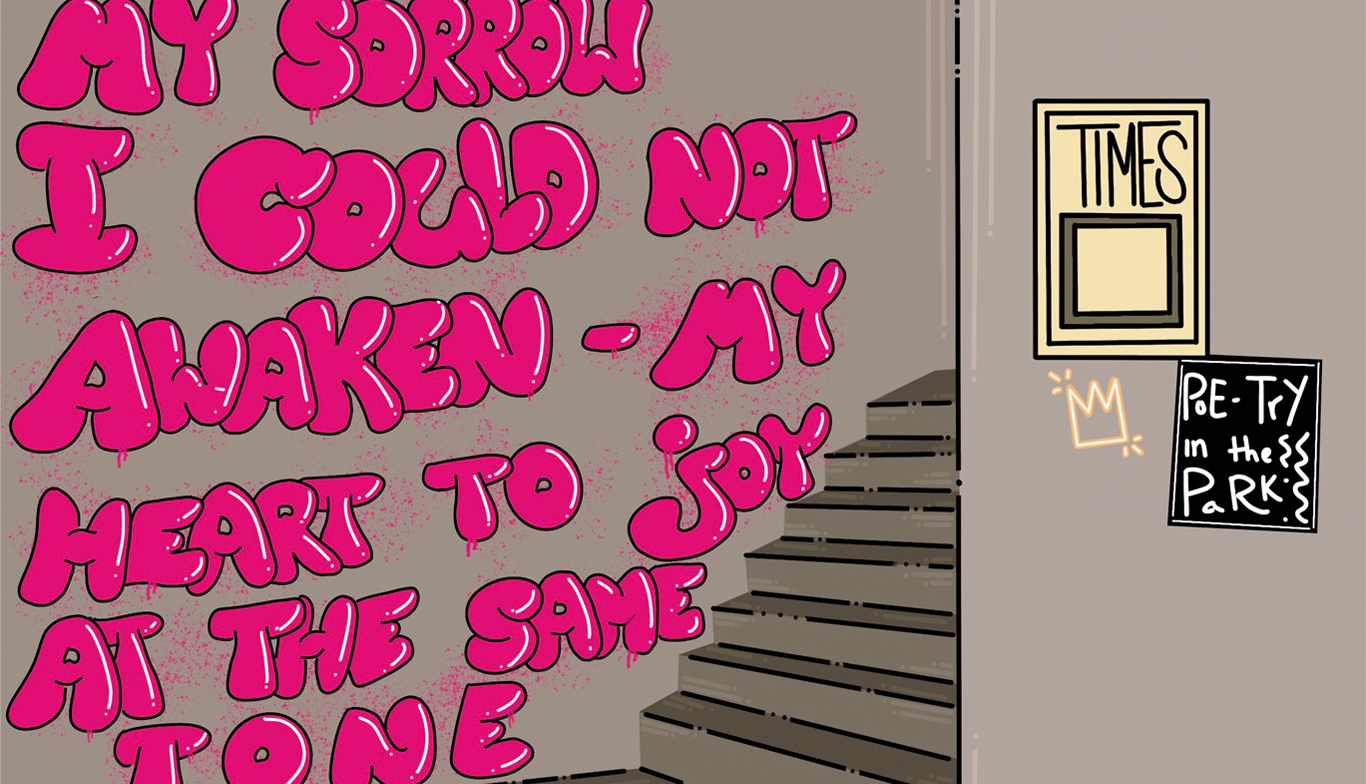 MY SORROW
I COULD NOT
AWAKEN - MY
HEART TO JOY
AT THE SAME
TONE
TIMES
POE-TrY
in the
PaRK